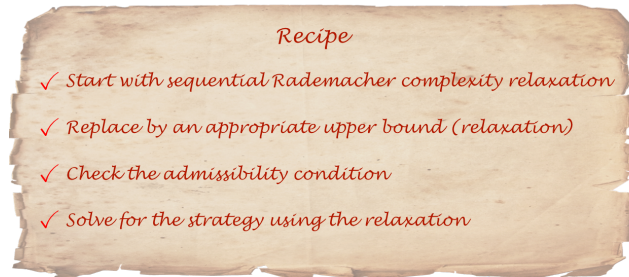 Recipe
✓ Start with sequential Rademacher complexity relaxation
✓ Replace by an appropriate upper bound (relaxation)
✓ Check the admissibility condition
✓ Solve for the strategy using the relaxation